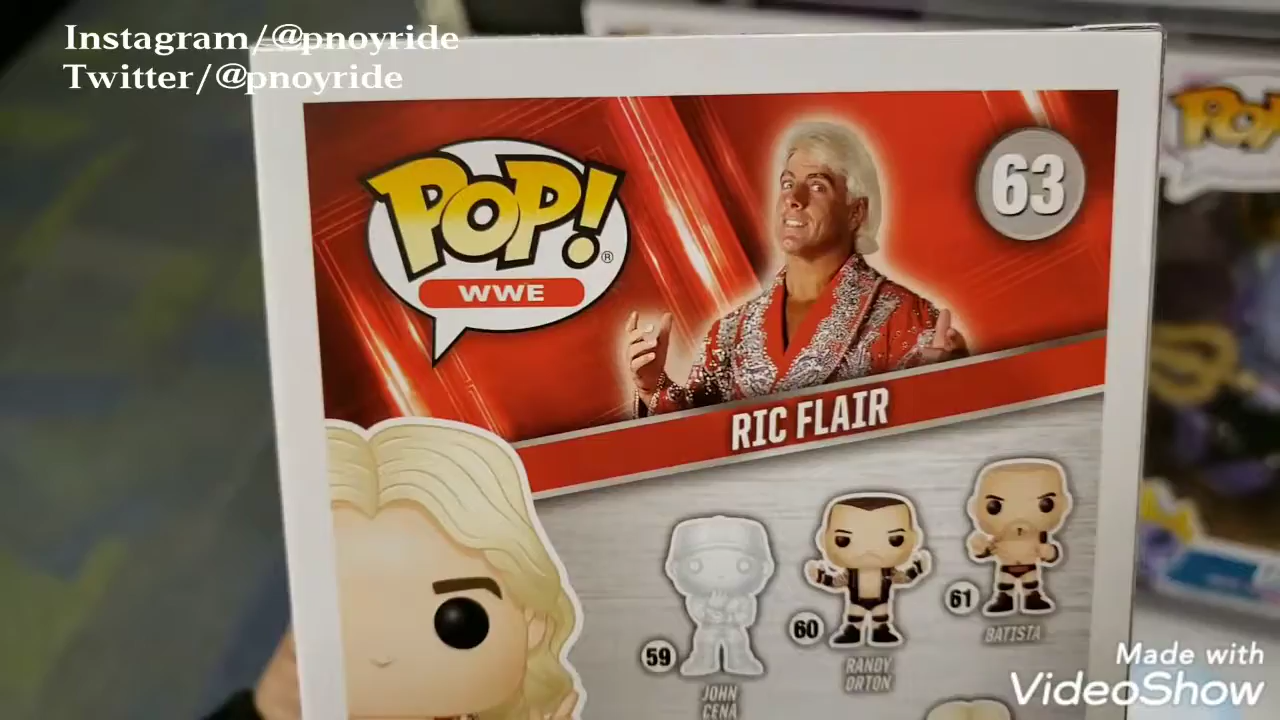 Instagram/@pnoyride
Twitter/@pnoyride
POP!®
WWE
63
RIC FLAIR
59
JOHN
CENA
60
RANDY
ORTON
61
BATISTA
POP
Made with
VideoShow